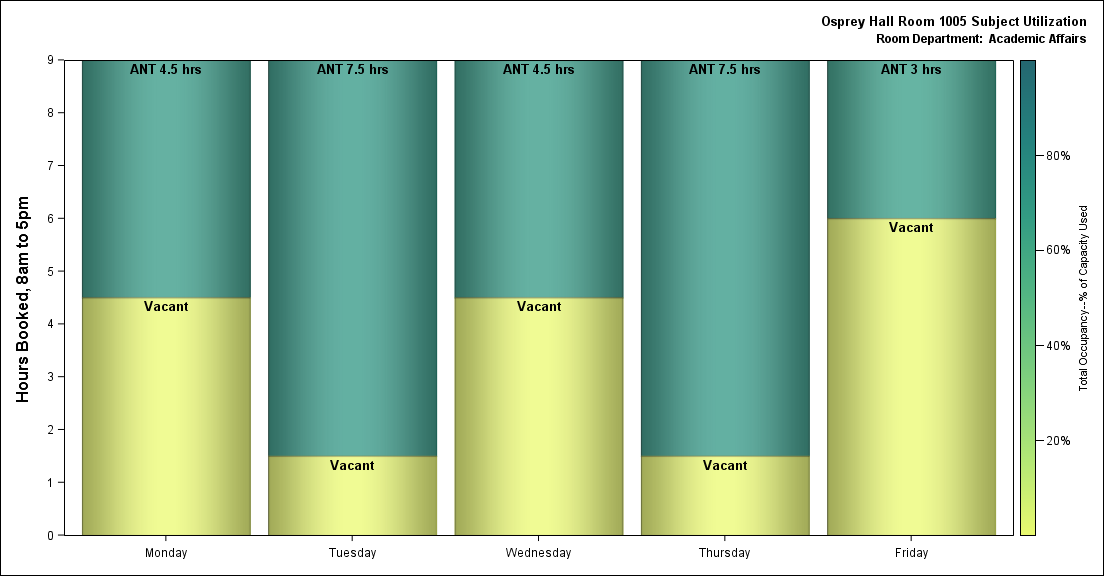 Osprey Hall Room 1005 Subject Utilization
Room Department: Academic Affairs
Hours Booked, 8am to 5pm
9
8
7
6
5
4
3
2
1
0
ANT 4.5 hrs
ANT 7.5 hrs
ANT 4.5 hrs
ANT 7.5 hrs
ANT 3 hrs
Vacant
Vacant
Vacant
Vacant
Vacant
Monday
Tuesday
Wednesday
Thursday
Friday
80%
60%
40%
20%
Total Occupancy--% of Capacity Used